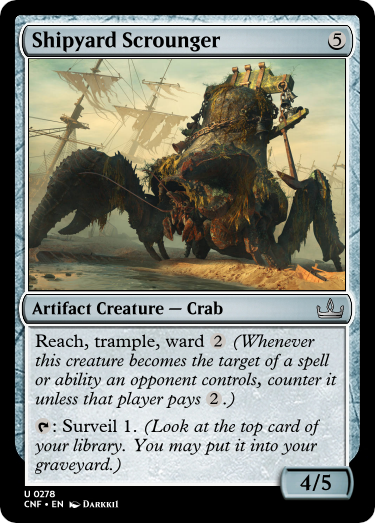 Shipyard Scrounger 5
Artifact Creature — Crab
Reach, trample, ward 2 (Whenever
this creature becomes the target of a spell
or ability an opponent controls, counter it
unless that player pays 2.)
: Surveil 1. (Look at the top card of
your library. You may put it into your
graveyard.)
4/5
U 0278
CNF • EN Darkki1